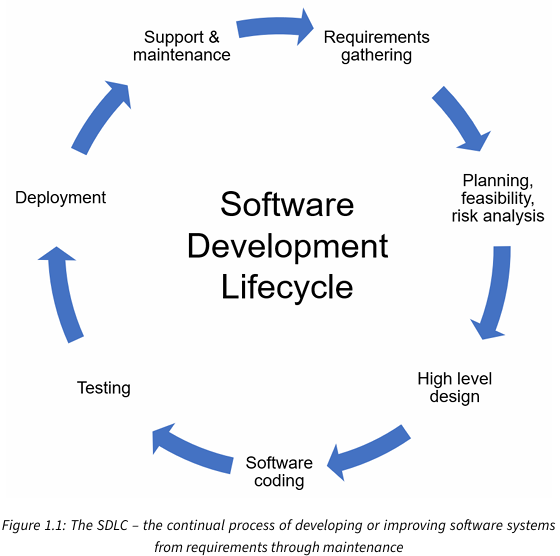 Support &
maintenance
Requirements
gathering
Planning,
feasibility,
risk analysis
High level
design
Software
coding
Testing
Deployment
Software
Development
Lifecycle
Figure 1.1: The SDLC – the continual process of developing or improving software systems
from requirements through maintenance